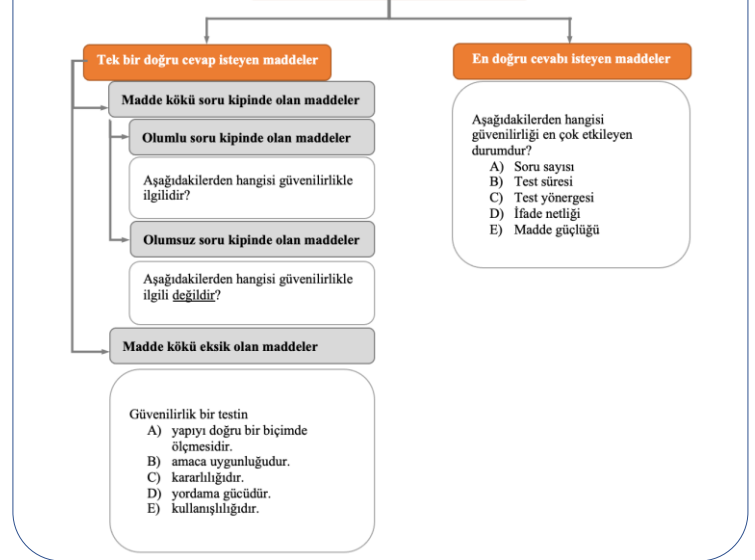 Tek bir doğru cevap isteyen maddeler
Madde kökü soru kipinde olan maddeler
Olumlu soru kipinde olan maddeler
Aşağıdakilerden hangisi güvenilirlikle
ilgilidir?
Olumsuz soru kipinde olan maddeler
Aşağıdakilerden hangisi güvenilirlikle
ilgili değildir?
Madde kökü eksik olan maddeler
Güvenilirlik bir testin
A) yapıyı doğru bir biçimde
ölçmesidir.
B) amaca uygunluğudur.
C) kararlılığıdır.
D) yordama gücüdür.
E) kullanışlılığıdır.
En doğru cevabı isteyen maddeler
Aşağıdakilerden hangisi
güvenilirliği en çok etkileyen
durumdur?
A) Soru sayısı
B) Test süresi
C) Test yönergesi
D) İfade netliği
E) Madde güçlüğü